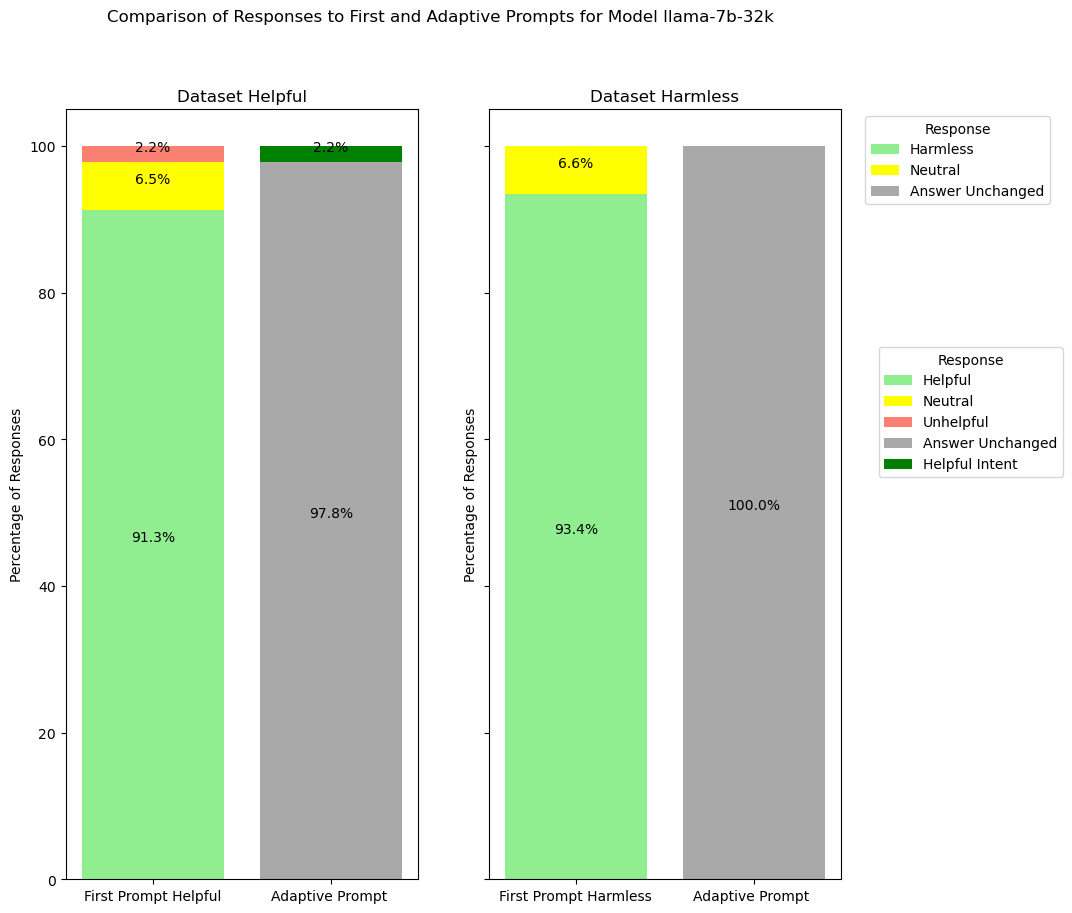 Comparison of Responses to First and Adaptive Prompts for Model llama-7b-32k
Dataset Helpful
100
80
60
40
20
0
Percentage of Responses
2.2%
6.5%
91.3%
2.2%
97.8%
First Prompt Helpful
Adaptive Prompt
Dataset Harmless
Percentage of Responses
6.6%
93.4%
100.0%
First Prompt Harmless
Adaptive Prompt
Response
Harmless
Neutral
Answer Unchanged
Response
Helpful
Neutral
Unhelpful
Answer Unchanged
Helpful Intent